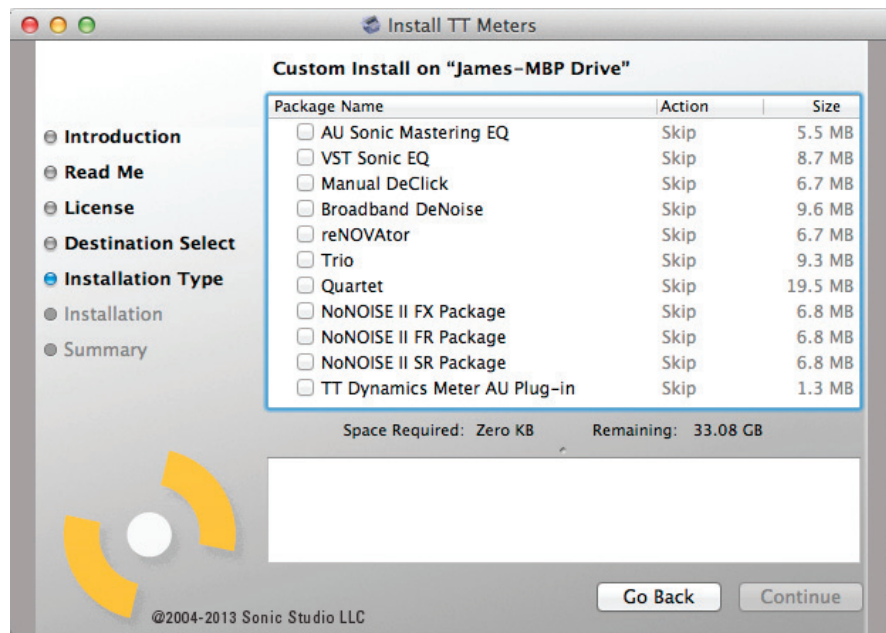 Install TT Meters
Custom Install on “James-MBP Drive”
Introduction
Read Me
License
Destination Select
Installation Type
Installation
Summary
Package Name Action Size
AU Sonic Mastering EQ Skip 5.5 MB
VST Sonic EQ Skip 8.7 MB
Manual DeClick Skip 6.7 MB
Broadband DeNoise Skip 9.6 MB
reNOVAtor Skip 6.7 MB
Trio Skip 9.3 MB
Quartet Skip 19.5 MB
NoNOISE II FX Package Skip 6.8 MB
NoNOISE II FR Package Skip 6.8 MB
NoNOISE II SR Package Skip 6.8 MB
TT Dynamics Meter AU Plug-in Skip 1.3 MB
Space Required: Zero KB Remaining: 33.08 GB
Go Back Continue
@2004-2013 Sonic Studio LLC